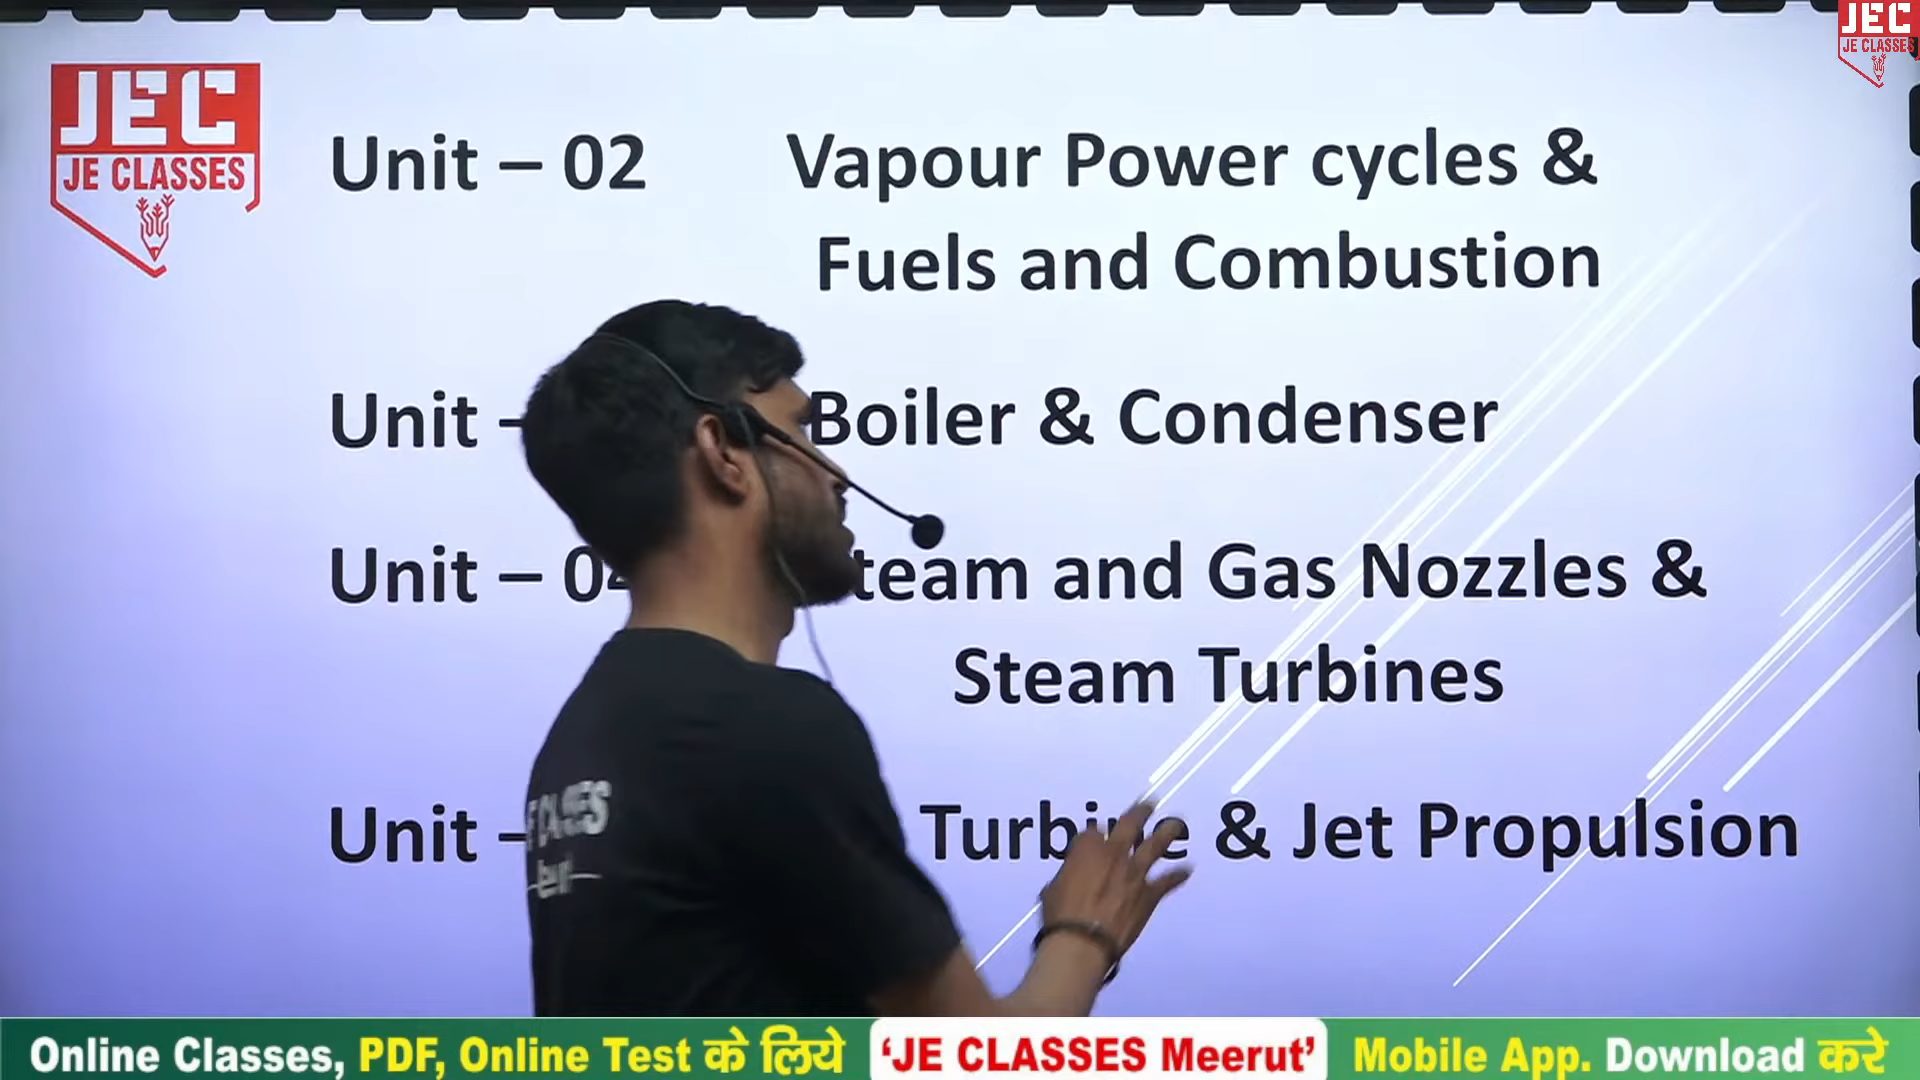 JEC
JE CLASSES
JEC
JE CLASSES
Unit – 02 Vapour Power cycles &
Fuels and Combustion
Unit – Boiler & Condenser
Unit – 04 team and Gas Nozzles &
Steam Turbines
Unit – Turbine & Jet Propulsion
Online Classes, PDF, Online Test के लिये 'JE CLASSES Meerut' Mobile App. Download करे